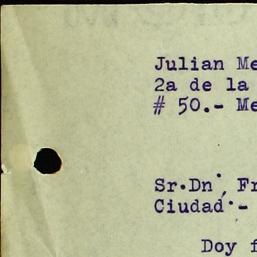 Julian Me
2a de la
# 50.- Me
Sr.Dn., Fr
Ciudad.-
Doy f